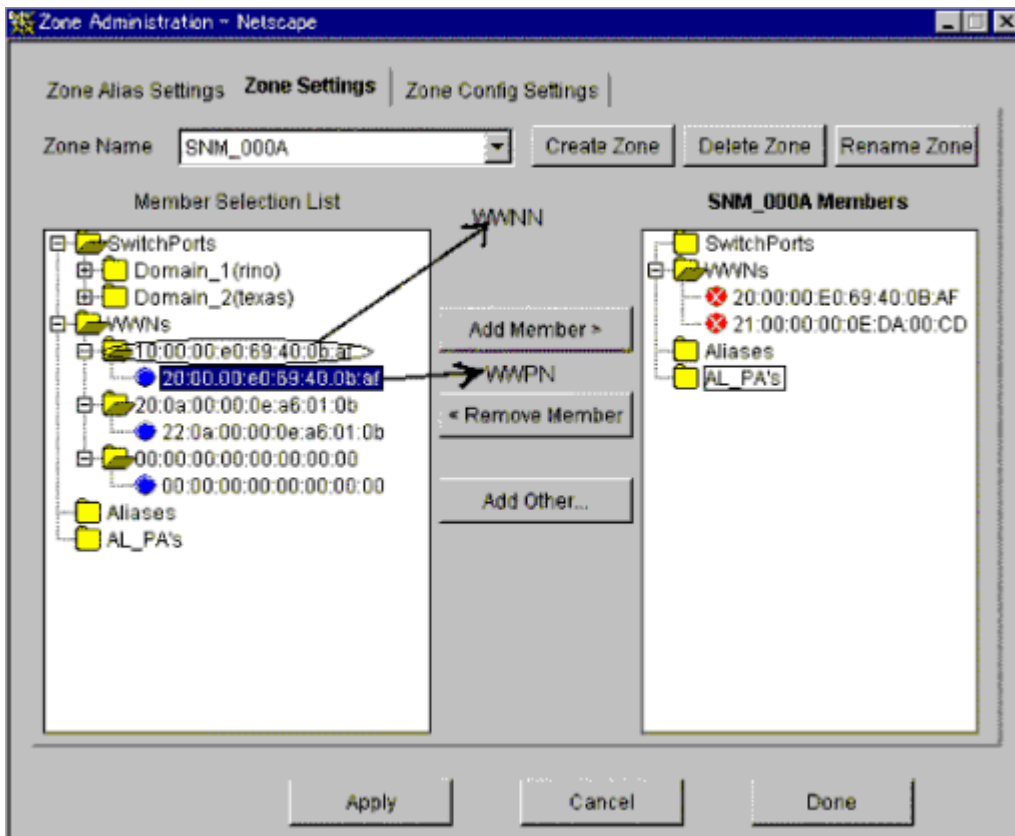 Zone Administration - Netscape
Zone Alias Settings
Zone Settings
Zone Config Settings
Zone Name
SNM_000A
Create Zone
Delete Zone
Rename Zone
Member Selection List
WWNN
SNM_000A Members
SwitchPorts
Domain_1(rino)
Domain_2(texas)
WWNs
10:00:00:e0:69:40:0b:af
20:00:00:e0:69:40:0b:af
20:0a:00:00:0e:a6:01:0b
22:0a:00:00:0e:a6:01:0b
00:00:00:00:00:00:00:00
00:00:00:00:00:00:00:00
Aliases
AL_PA's
Add Member >
WWPN
< Remove Member
Add Other...
SwitchPorts
WWNs
20:00:00:E0:69:40:0B:AF
21:00:00:00:0E:DA:00:CD
Aliases
AL_PA's
Apply
Cancel
Done